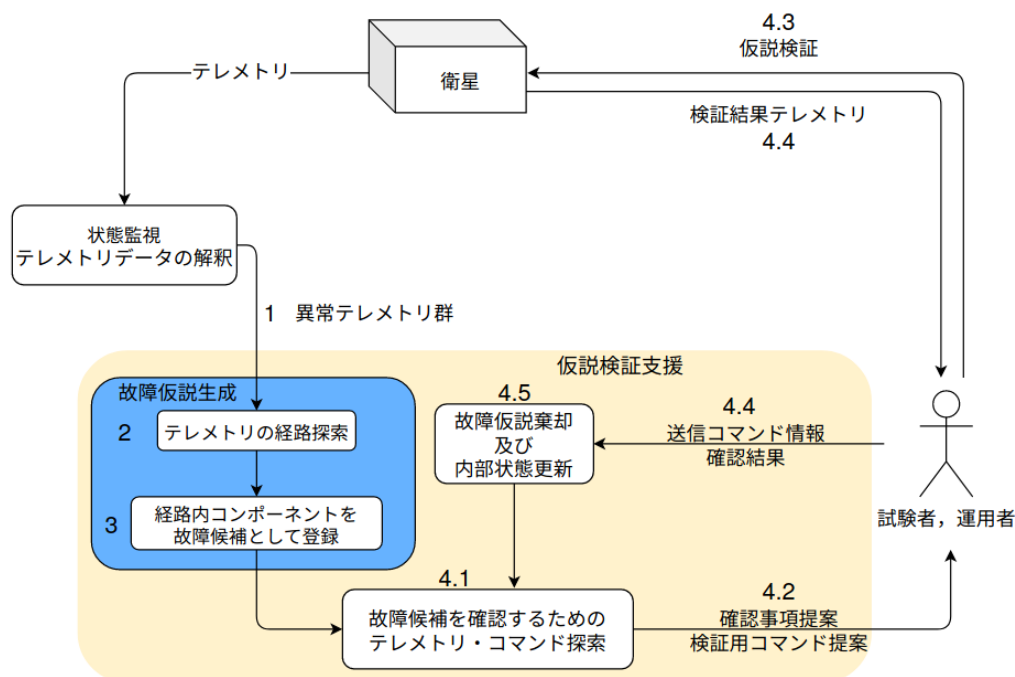 4.3
仮説検証
テレメトリ
衛星
検証結果テレメトリ
4.4
状態監視
テレメトリデータの解釈
1 異常テレメトリ群
仮説検証支援
故障仮説生成
4.5
2
テレメトリの経路探索
故障仮説棄却
及び
内部状態更新
4.4
送信コマンド情報
確認結果
3
経路内コンポーネントを
故障候補として登録
試験者，運用者
4.1
故障候補を確認するための
テレメトリ・コマンド探索
4.2
確認事項提案
検証用コマンド提案